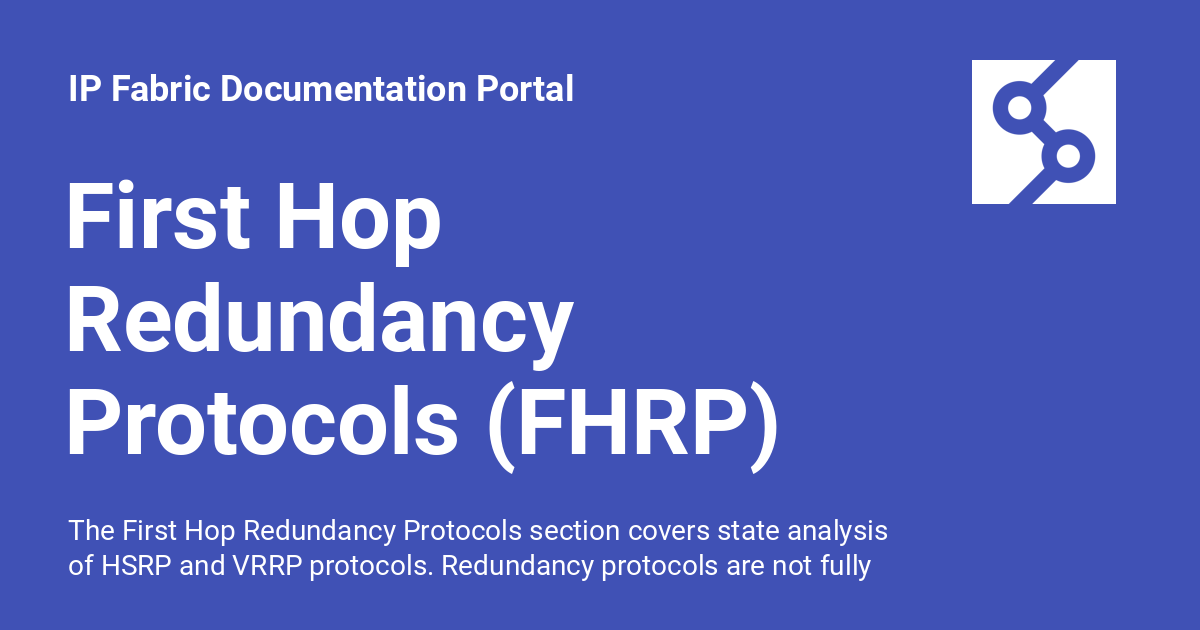 IP Fabric Documentation Portal
First Hop
Redundancy
Protocols (FHRP)
The First Hop Redundancy Protocols section covers state analysis
of HSRP and VRRP protocols. Redundancy protocols are not fully